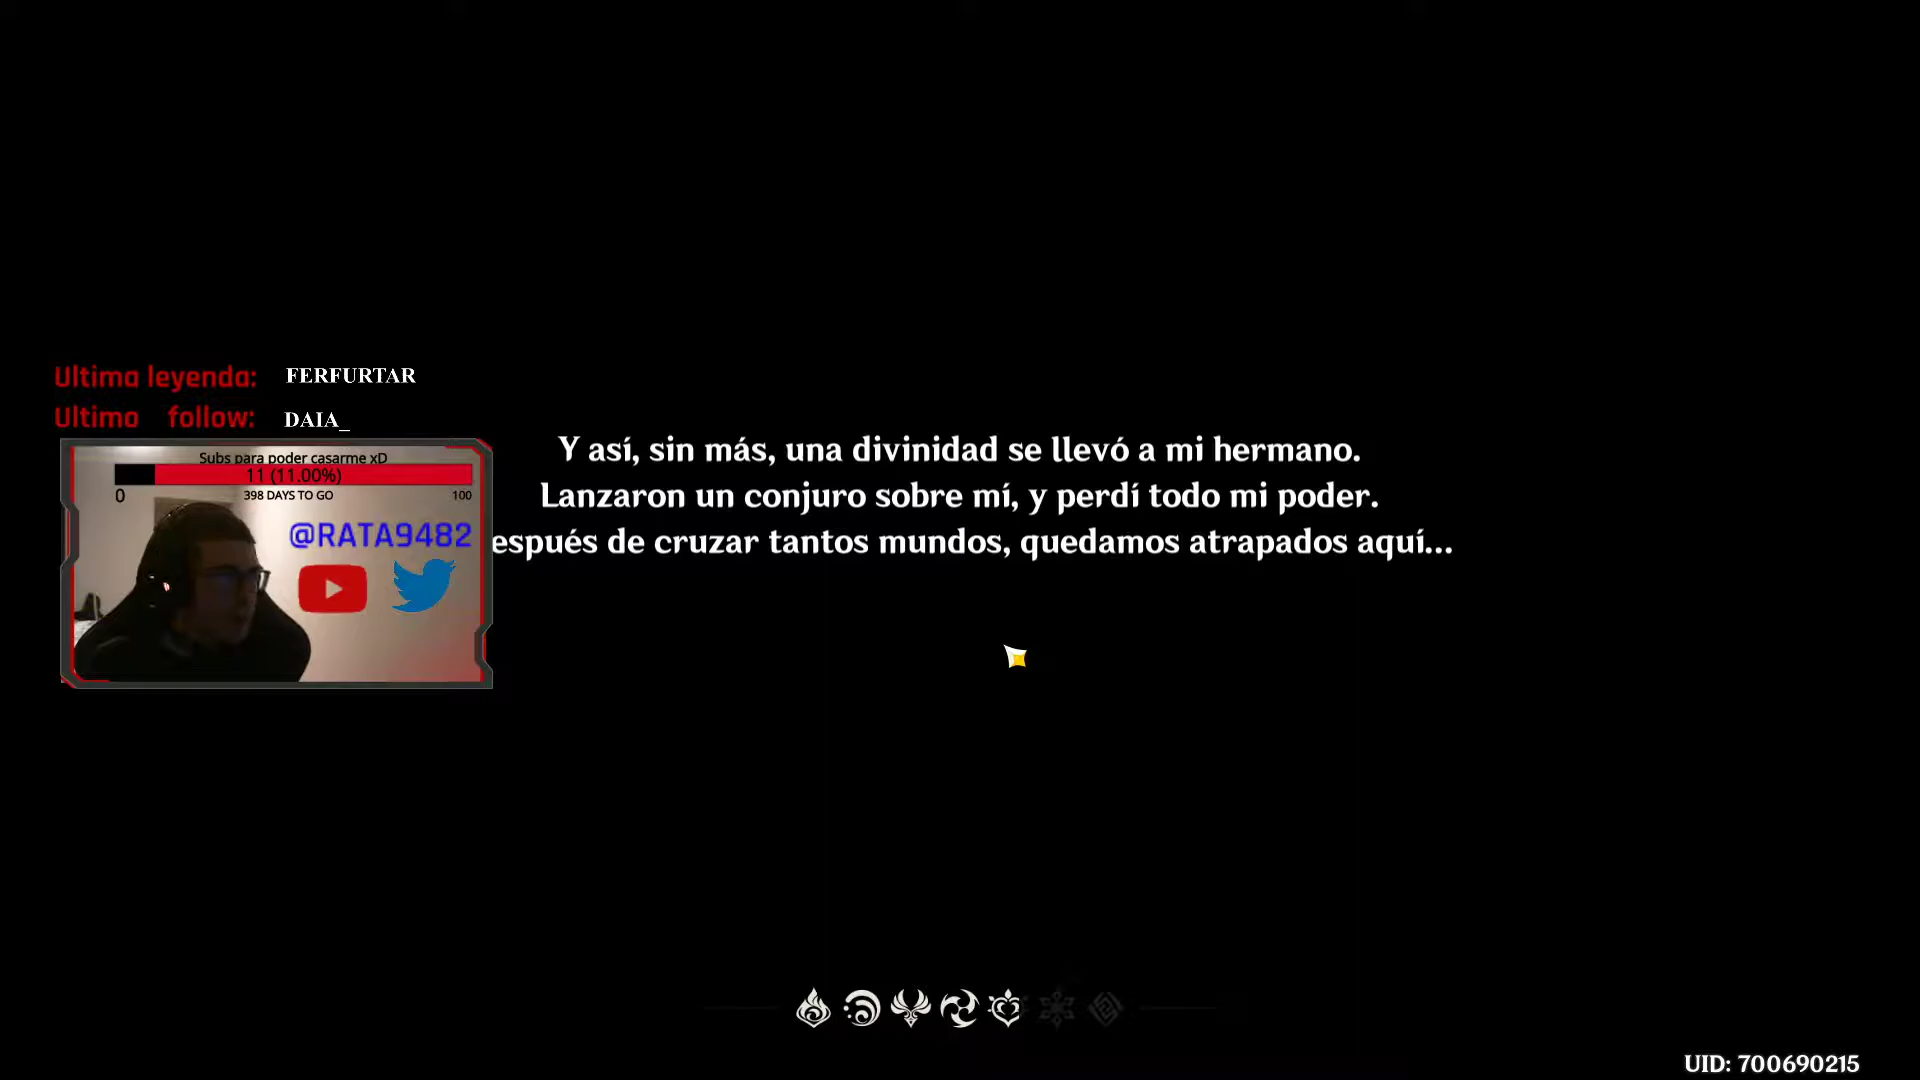 Ultima leyenda: FERFURTAR
Ultimo follow: DAIA_
Subs para poder casarme xD
11 (11.00%)
0 398 DAYS TO GO 100
@RATA9482
Y así, sin más, una divinidad se llevó a mi hermano.
Lanzaron un conjuro sobre mí, y perdí todo mi poder.
espués de cruzar tantos mundos, quedamos atrapados aquí...
UID: 700690215